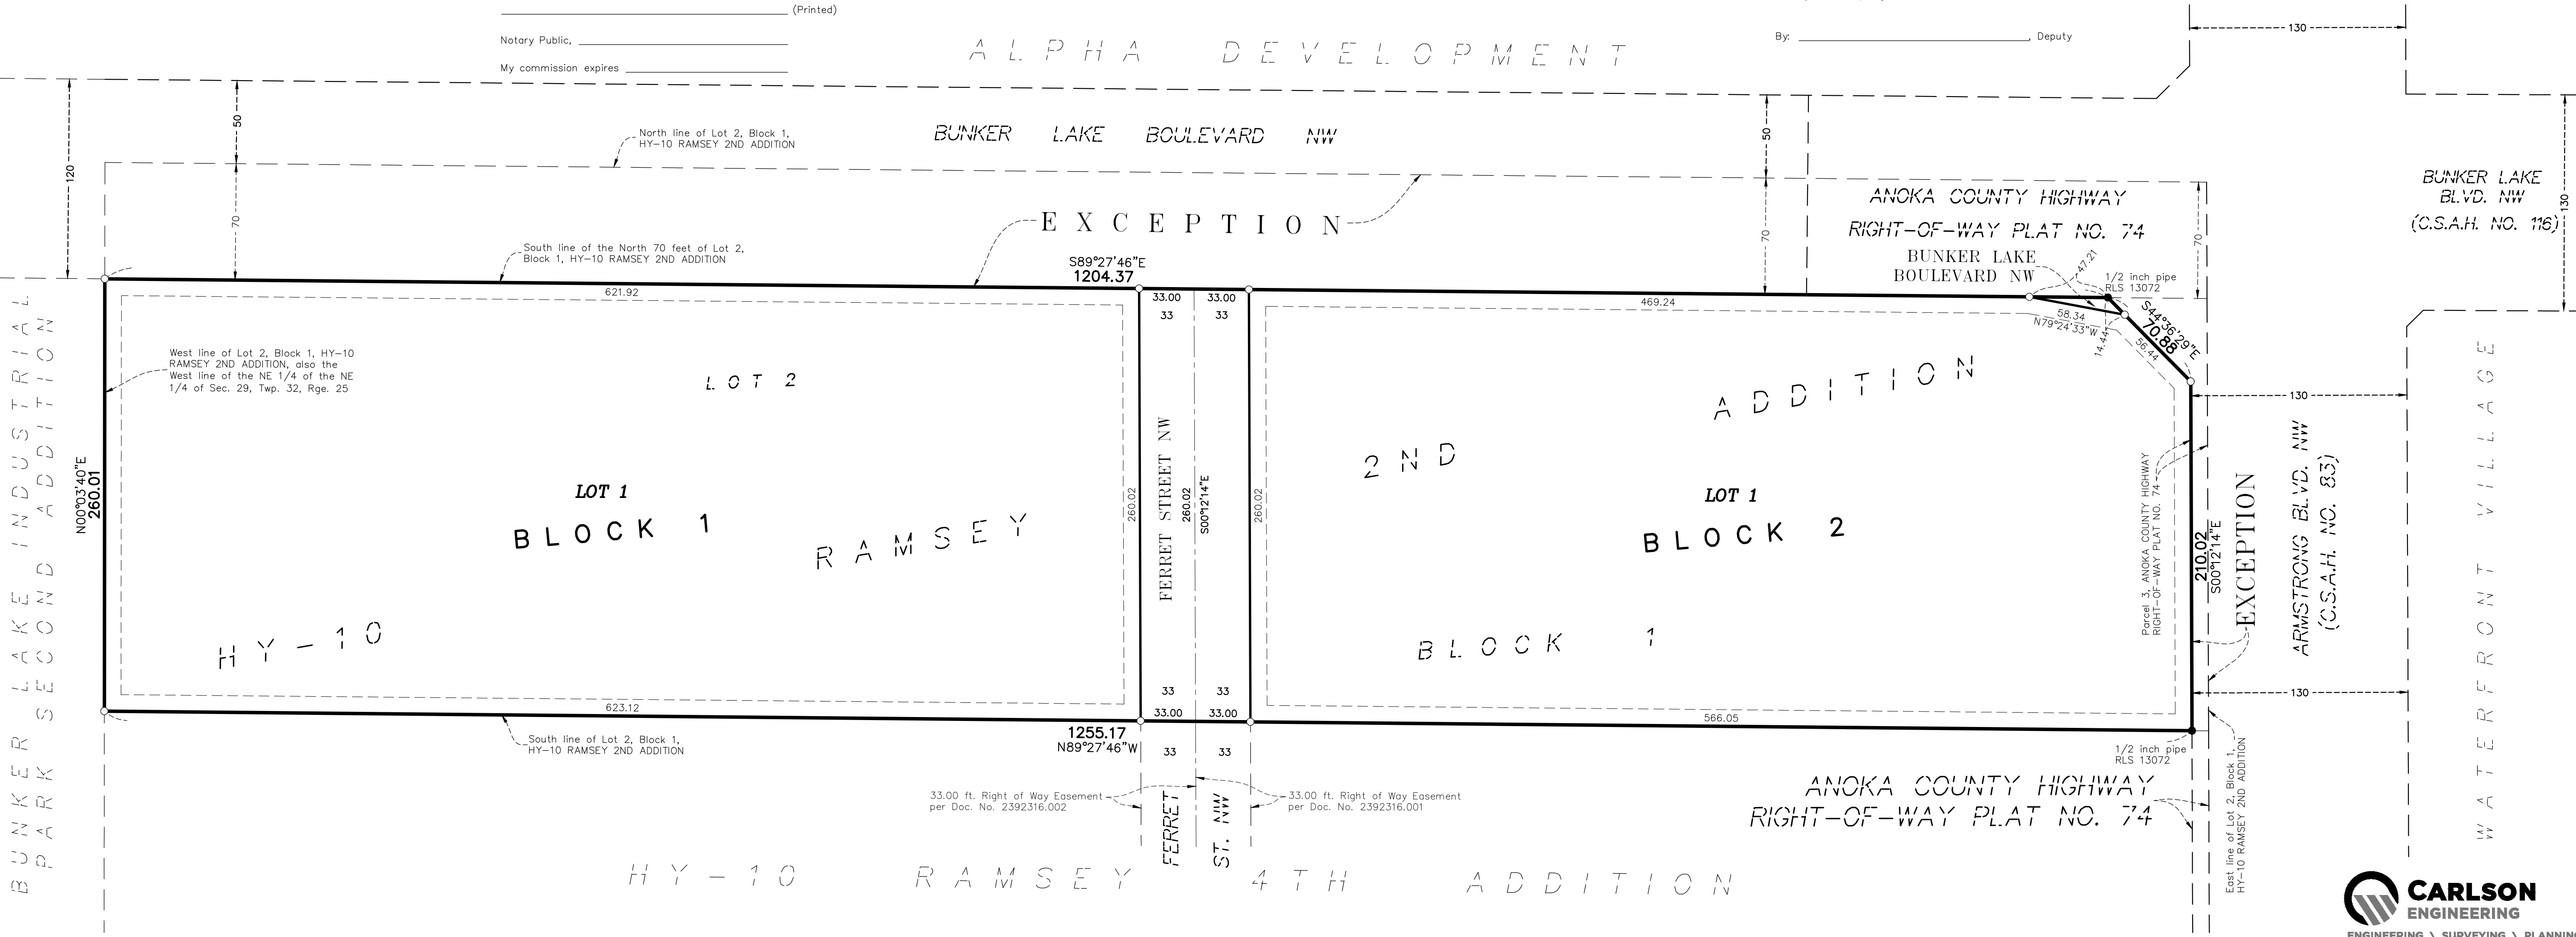 (Printed)
Notary Public,
My commission expires
By: , Deputy
ALPHA DEVELOPMENT
130
120
50
70
North line of Lot 2, Block 1,
HY-10 RAMSEY 2ND ADDITION
BUNKER LAKE BOULEVARD NW
50
70
EXCEPTION
ANOKA COUNTY HIGHWAY
RIGHT-OF-WAY PLAT NO. 74
BUNKER LAKE
BOULEVARD NW
70
BUNKER LAKE
BLVD. NW
(C.S.A.H. NO. 116)
130
South line of the North 70 feet of Lot 2,
Block 1, HY-10 RAMSEY 2ND ADDITION
S89°27'46"E
1204.37
621.92
33.00 33.00
33 33
469.24
47.21
1/2 inch pipe
RLS 13072
58.34
N79°24'33"W
14.44
S44°36'29"E
70.88
56.44
BUNKER LAKE INDUSTRIAL
PARK SECOND ADDITION
West line of Lot 2, Block 1, HY-10
RAMSEY 2ND ADDITION, also the
West line of the NE 1/4 of the NE
1/4 of Sec. 29, Twp. 32, Rge. 25
N00°03'40"E
260.01
LOT 2
LOT 1
BLOCK 1
HY-10 RAMSEY
260.02
FERRET STREET NW
260.02
S00°12'14"E
260.02
2ND ADDITION
LOT 1
BLOCK 2
BLOCK 1
Parcel 3, ANOKA COUNTY HIGHWAY
RIGHT-OF-WAY PLAT NO. 74
210.02
S00°12'14"E
EXCEPTION
130
ARMSTRONG BLVD. NW
(C.S.A.H. NO. 83)
130
WATERFRONT VILLAGE
33 33
33.00 33.00
623.12
566.05
South line of Lot 2, Block 1,
HY-10 RAMSEY 2ND ADDITION
1255.17
N89°27'46"W
33 33
33.00 ft. Right of Way Easement
per Doc. No. 2392316.002
FERRET
ST. NW
33.00 ft. Right of Way Easement
per Doc. No. 2392316.001
1/2 inch pipe
RLS 13072
ANOKA COUNTY HIGHWAY
RIGHT-OF-WAY PLAT NO. 74
East line of Lot 2, Block 1,
HY-10 RAMSEY 2ND ADDITION
HY-10 RAMSEY 4TH ADDITION
CARLSON
ENGINEERING
ENGINEERING \ SURVEYING \ PLANNING